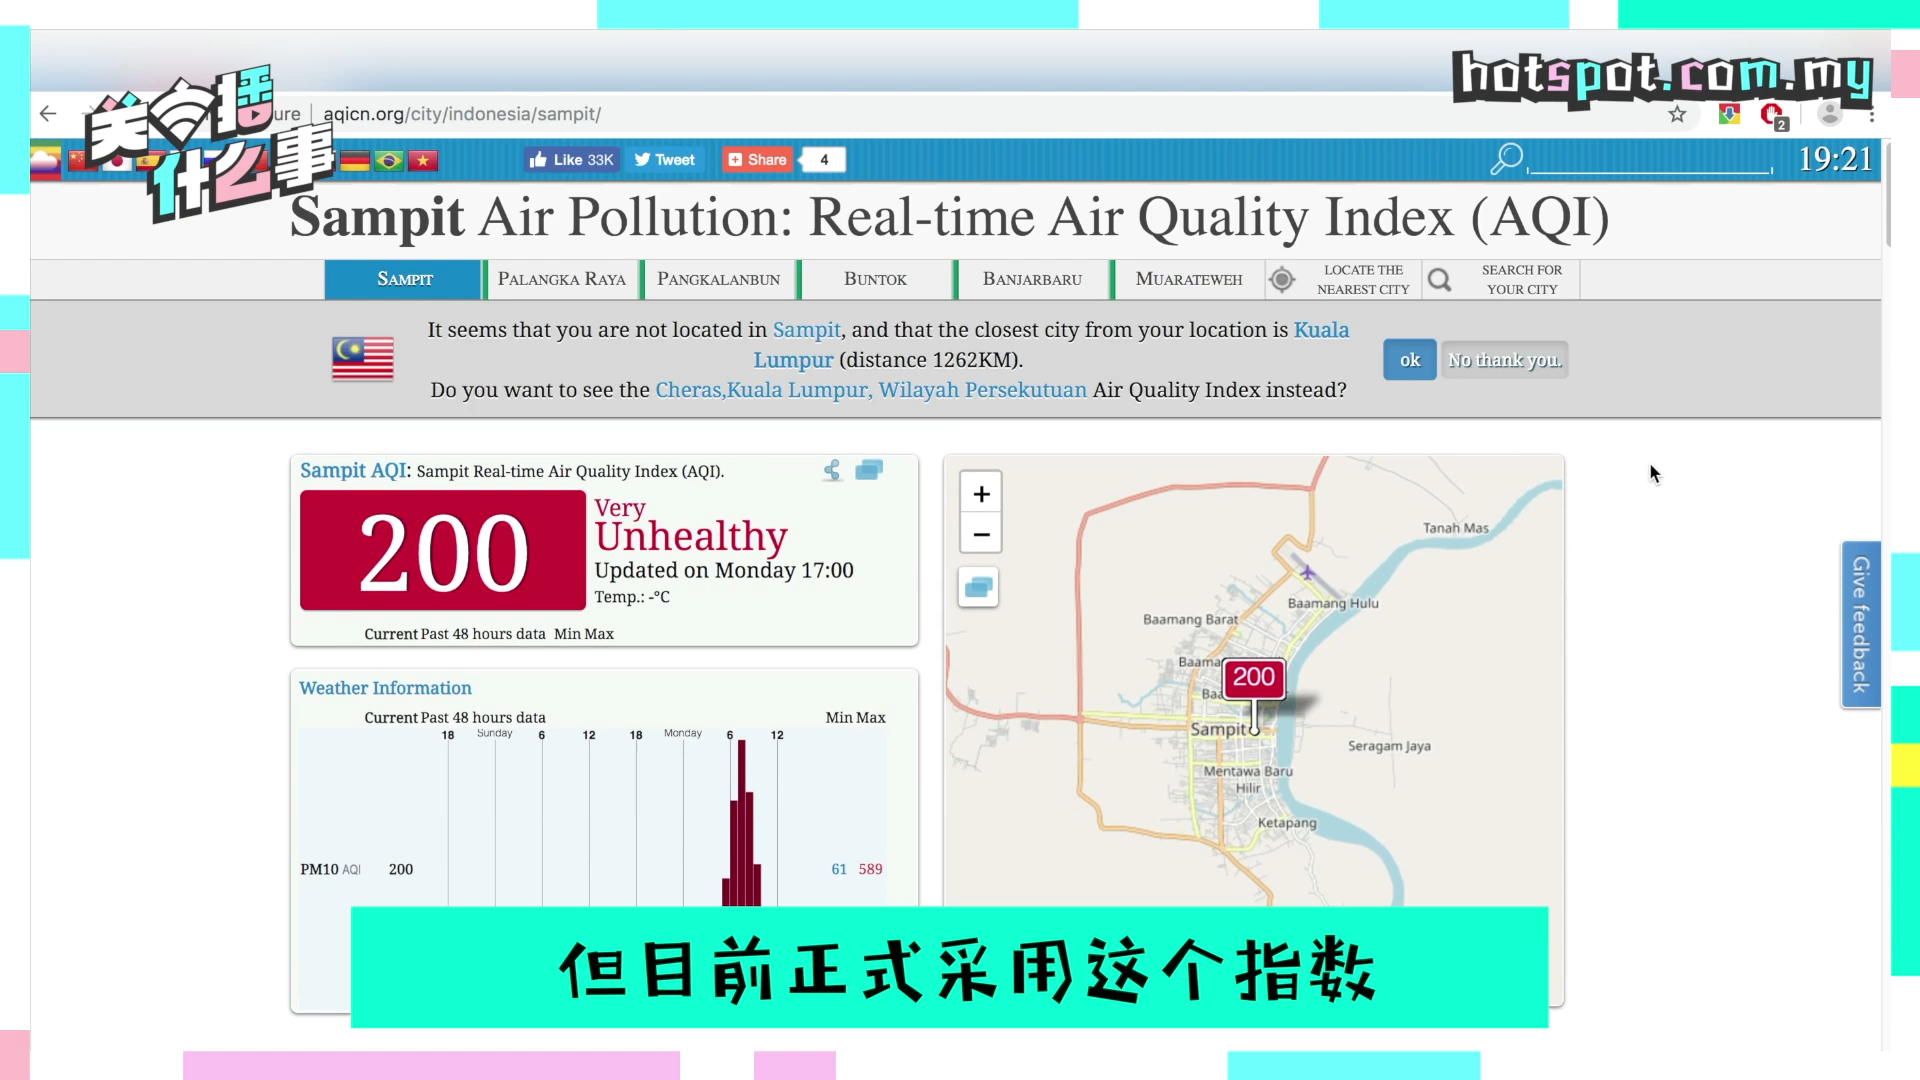 hotspot.com.my
关今播
什么事
ure
aqicn.org/city/indonesia/sampit/
2
Like 33K
Tweet
Share
4
19:21
Sampit Air Pollution: Real-time Air Quality Index (AQI)
SAMPIT
PALANGKA RAYA
PANGKALANBUN
BUNTOK
BANJARBARU
MUARATEWEH
LOCATE THE
NEAREST CITY
SEARCH FOR
YOUR CITY
It seems that you are not located in Sampit, and that the closest city from your location is Kuala
Lumpur (distance 1262KM).
Do you want to see the Cheras,Kuala Lumpur, Wilayah Persekutuan Air Quality Index instead?
ok
No thank you.
Sampit AQI: Sampit Real-time Air Quality Index (AQI).
200
Very
Unhealthy
Updated on Monday 17:00
Temp.: -°C
Current Past 48 hours data Min Max
Weather Information
Current Past 48 hours data Min Max
18 Sunday 6 12 18 Monday 6 12
PM10 AQI 200 61 589
+
−
Tanah Mas
Baamang Hulu
Baamang Barat
Baama
200
Baa
Sampit
Seragam Jaya
Mentawa Baru
Hilir
Ketapang
Give feedback
但目前正式采用这个指数